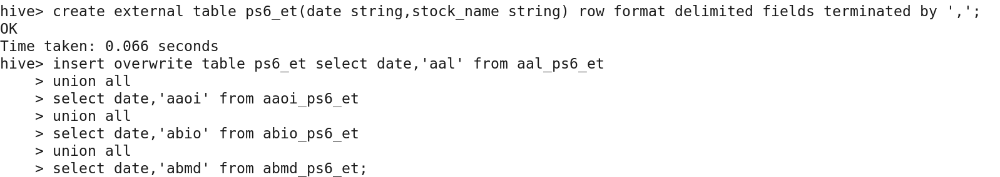 hive> create external table ps6_et(date string,stock_name string) row format delimited fields terminated by ',';
OK
Time taken: 0.066 seconds
hive> insert overwrite table ps6_et select date,'aal' from aal_ps6_et
    > union all
    > select date,'aaoi' from aaoi_ps6_et
    > union all
    > select date,'abio' from abio_ps6_et
    > union all
    > select date,'abmd' from abmd_ps6_et;